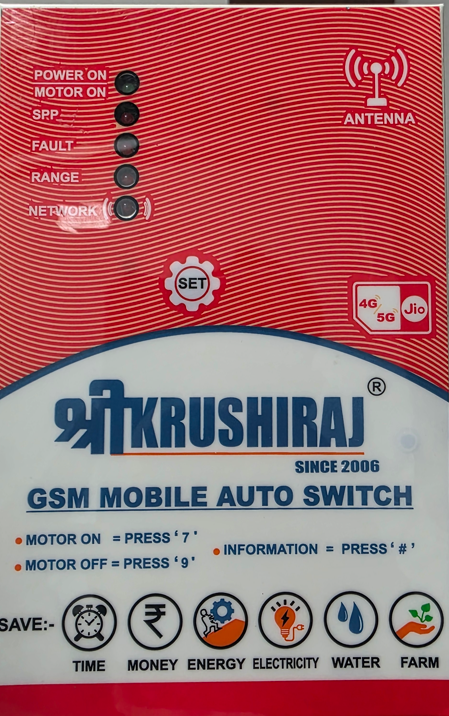 POWER ON
MOTOR ON
SPP
FAULT
RANGE
NETWORK
ANTENNA
SET
4G
5G
Jio
श्री KRUSHIRAJ ®
SINCE 2006
GSM MOBILE AUTO SWITCH
• MOTOR ON = PRESS ‘ 7 ’
• MOTOR OFF = PRESS ‘ 9’
• INFORMATION = PRESS ‘ # ’
SAVE:-
TIME
MONEY
ENERGY
ELECTRICITY
WATER
FARM